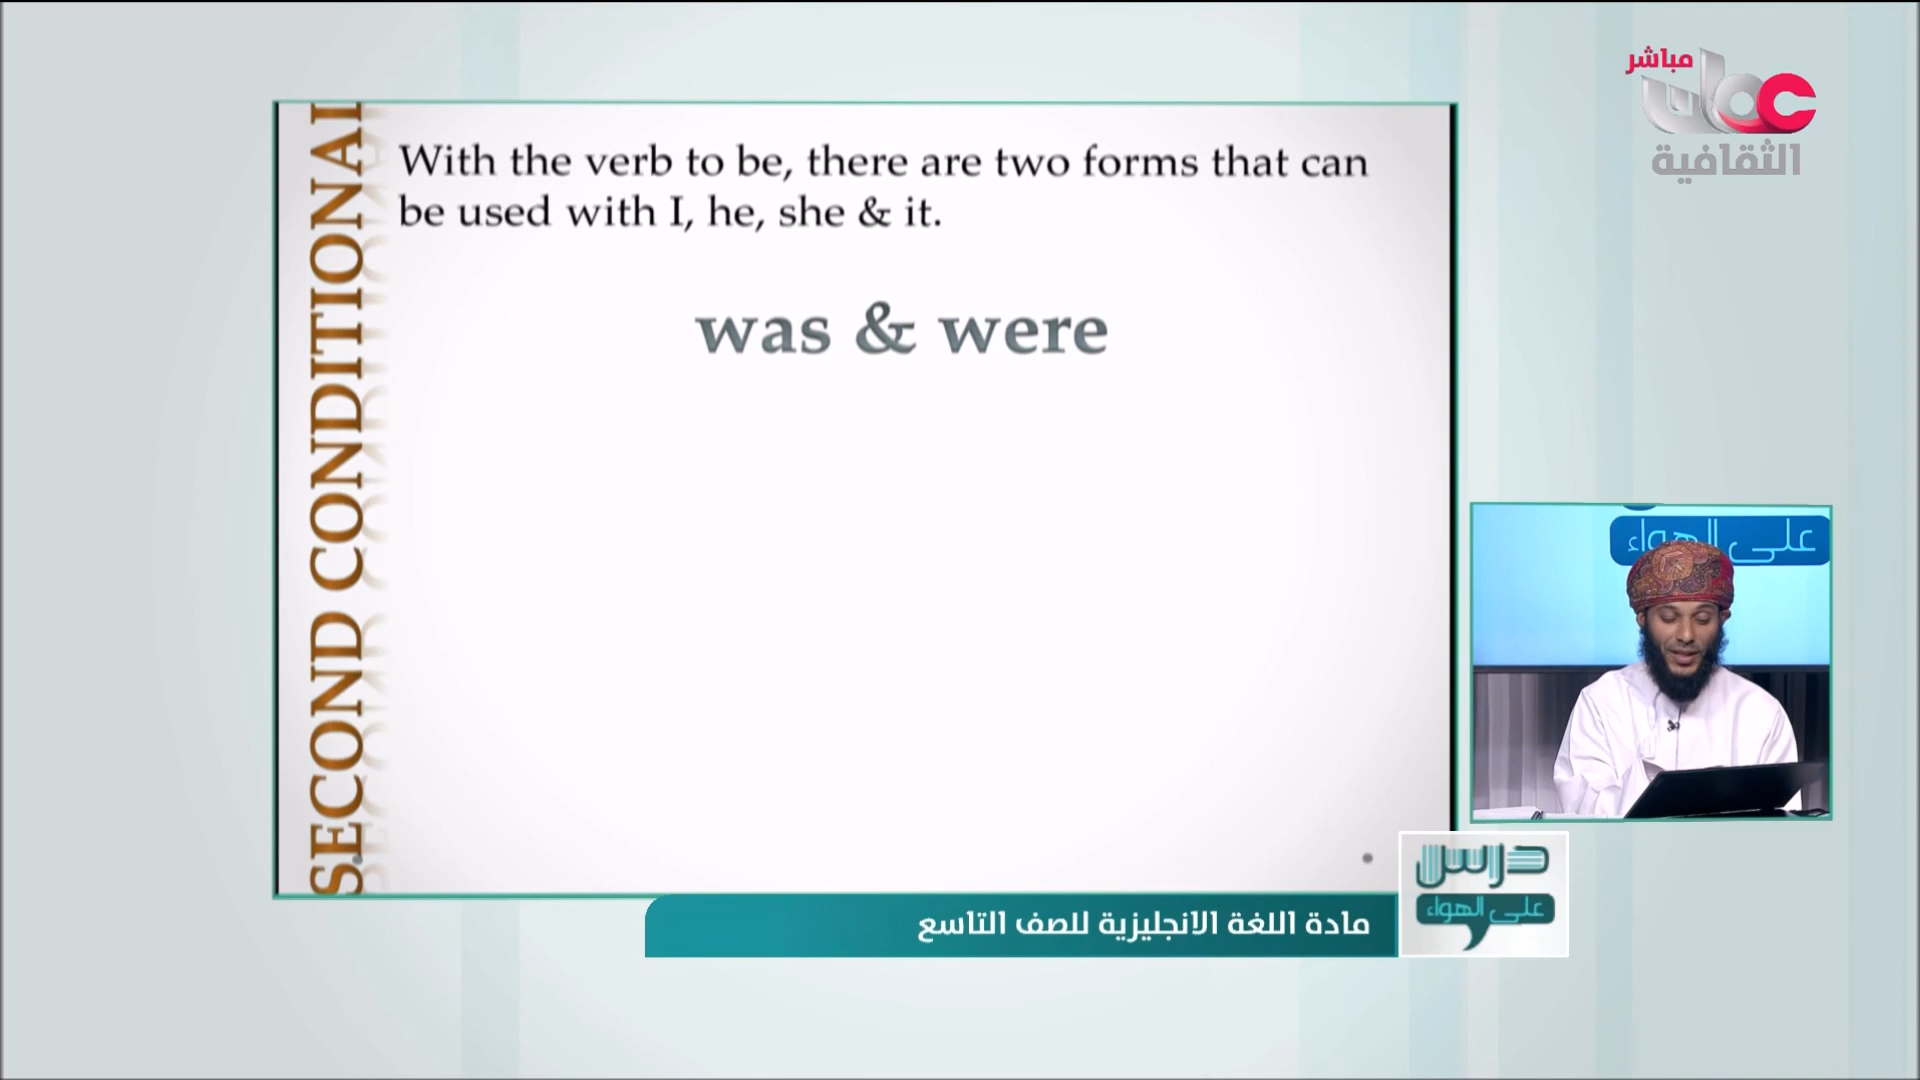 مباشر
عمان
الثقافية
SECOND CONDITIONAL
With the verb to be, there are two forms that can
be used with I, he, she & it.
was & were
على الهواء
درس
على الهواء
مادة اللغة الانجليزية للصف التاسع